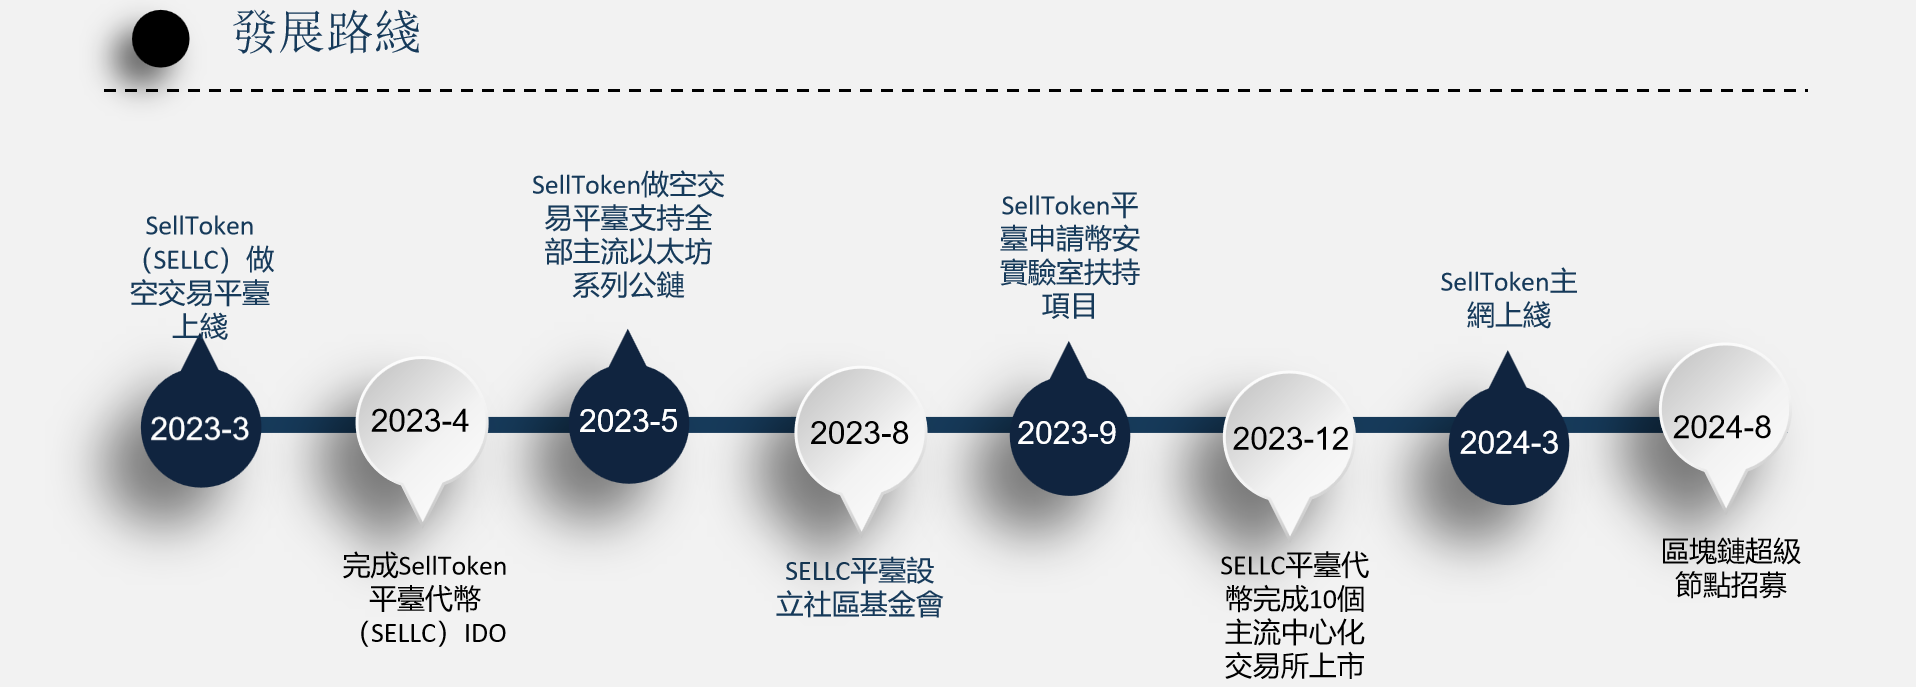 發展路綫
SellToken
（SELLC）做
空交易平臺
上綫
2023-3
2023-4
完成SellToken
平臺代幣
（SELLC）IDO
SellToken做空交
易平臺支持全
部主流以太坊
系列公鏈
2023-5
2023-8
SELLC平臺設
立社區基金會
SellToken平
臺申請幣安
實驗室扶持
項目
2023-9
2023-12
SELLC平臺代
幣完成10個
主流中心化
交易所上市
SellToken主
網上綫
2024-3
2024-8
區塊鏈超級
節點招募